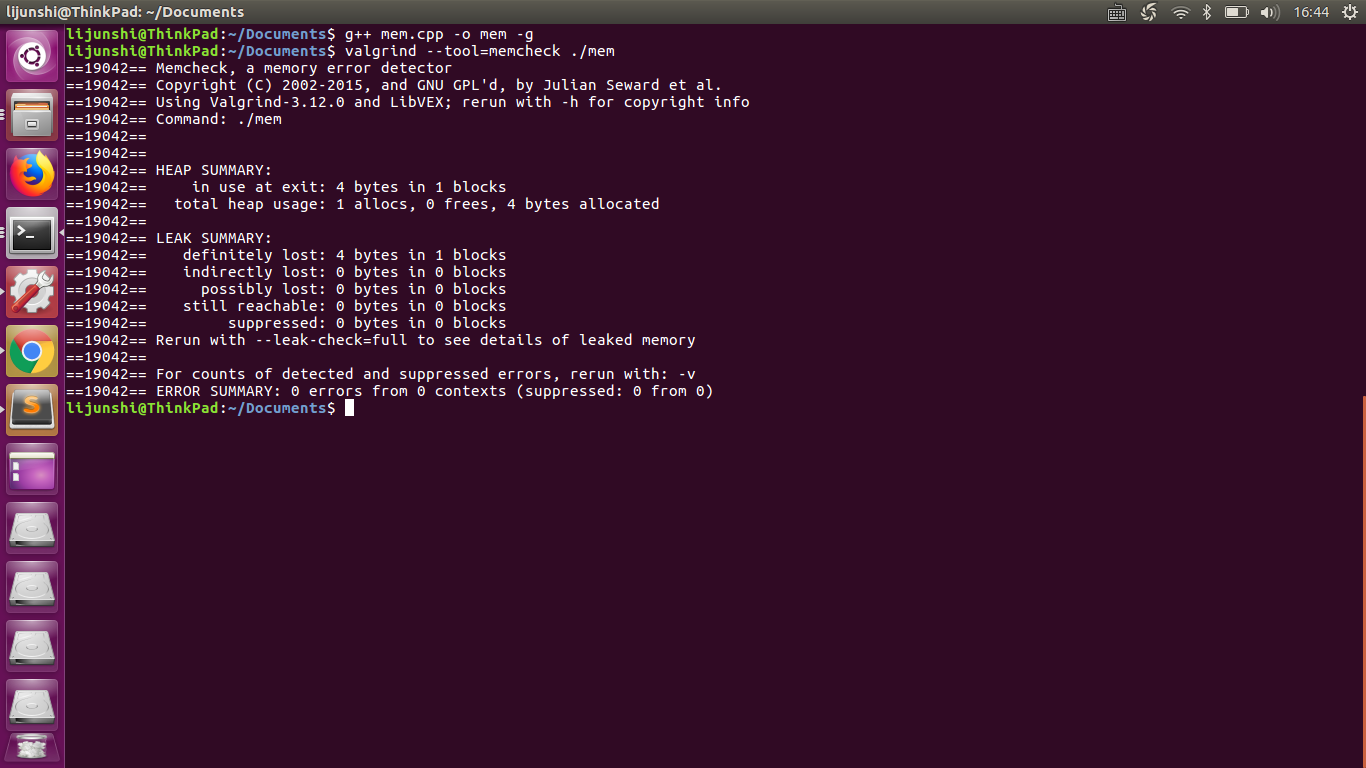 lijunshi@ThinkPad: ~/Documents
16:44
lijunshi@ThinkPad:~/Documents$ g++ mem.cpp -o mem -g
lijunshi@ThinkPad:~/Documents$ valgrind --tool=memcheck ./mem
==19042== Memcheck, a memory error detector
==19042== Copyright (C) 2002-2015, and GNU GPL'd, by Julian Seward et al.
==19042== Using Valgrind-3.12.0 and LibVEX; rerun with -h for copyright info
==19042== Command: ./mem
==19042==
==19042==
==19042== HEAP SUMMARY:
==19042==     in use at exit: 4 bytes in 1 blocks
==19042==   total heap usage: 1 allocs, 0 frees, 4 bytes allocated
==19042==
==19042== LEAK SUMMARY:
==19042==    definitely lost: 4 bytes in 1 blocks
==19042==    indirectly lost: 0 bytes in 0 blocks
==19042==      possibly lost: 0 bytes in 0 blocks
==19042==    still reachable: 0 bytes in 0 blocks
==19042==         suppressed: 0 bytes in 0 blocks
==19042== Rerun with --leak-check=full to see details of leaked memory
==19042==
==19042== For counts of detected and suppressed errors, rerun with: -v
==19042== ERROR SUMMARY: 0 errors from 0 contexts (suppressed: 0 from 0)
lijunshi@ThinkPad:~/Documents$